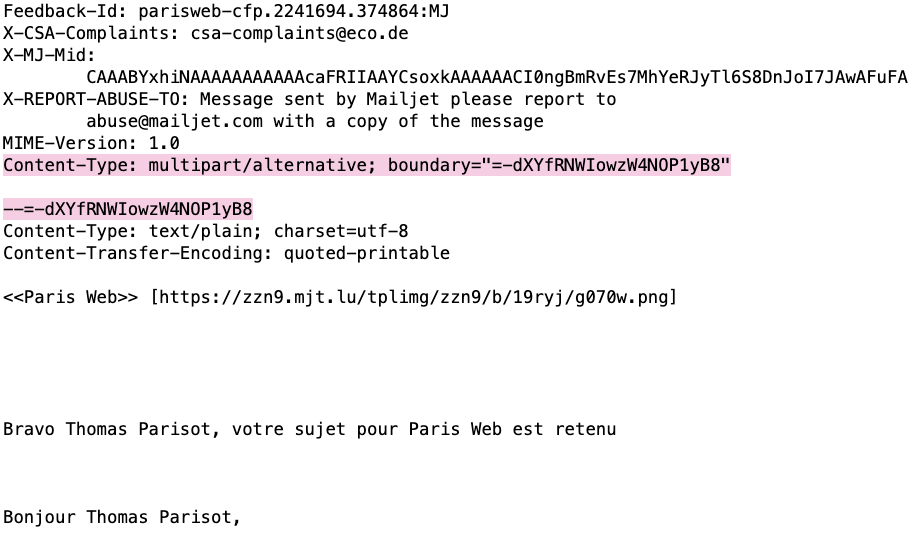 Feedback-Id: parisweb-cfp.2241694.374864:MJ
X-CSA-Complaints: csa-complaints@eco.de
X-MJ-Mid:
CAAABYxhiNAAAAAAAAAAAcaFRIIAAYCsoxkAAAAAACI0ngBmRvEs7MhYeRJyTl6S8DnJoI7JAwAFuFA
X-REPORT-ABUSE-TO: Message sent by Mailjet please report to
abuse@mailjet.com with a copy of the message
MIME-Version: 1.0
Content-Type: multipart/alternative; boundary="=-dXYfRNWIowzW4NOP1yB8"
--=-dXYfRNWIowzW4NOP1yB8
Content-Type: text/plain; charset=utf-8
Content-Transfer-Encoding: quoted-printable
<<Paris Web>> [https://zzn9.mjt.lu/tplimg/zzn9/b/19ryj/g070w.png]
Bravo Thomas Parisot, votre sujet pour Paris Web est retenu
Bonjour Thomas Parisot,